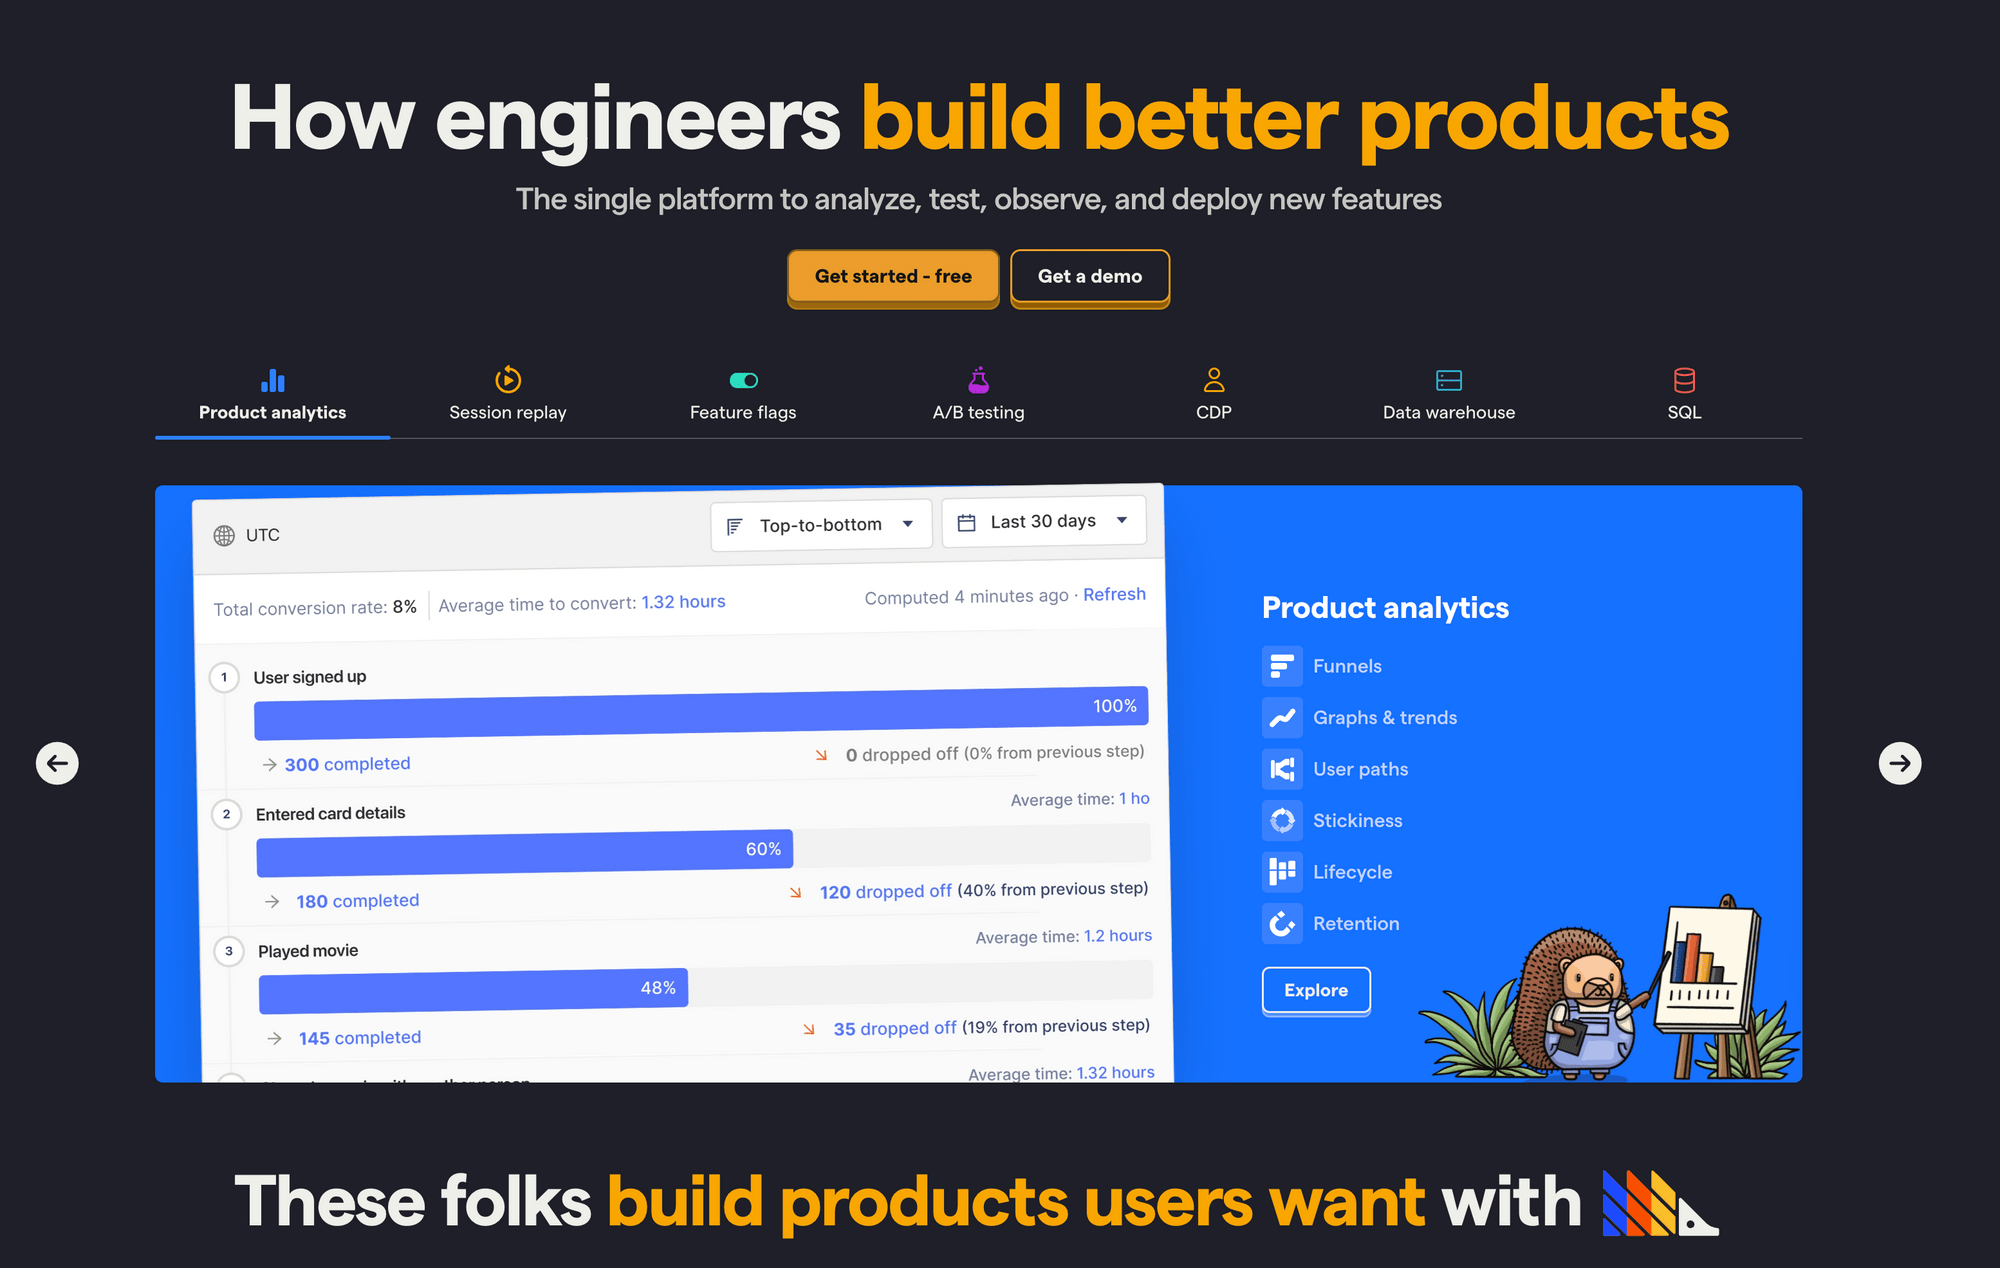 How engineers build better products
The single platform to analyze, test, observe, and deploy new features
Get started - free
Get a demo
Product analytics
Session replay
Feature flags
A/B testing
CDP
Data warehouse
SQL
UTC
Top-to-bottom
Last 30 days
Total conversion rate: 8%
Average time to convert: 1.32 hours
Computed 4 minutes ago · Refresh
1
User signed up
100%
300 completed
0 dropped off (0% from previous step)
2
Entered card details
Average time: 1 ho
60%
180 completed
120 dropped off (40% from previous step)
3
Played movie
Average time: 1.2 hours
48%
145 completed
35 dropped off (19% from previous step)
Average time: 1.32 hours
Product analytics
Funnels
Graphs & trends
User paths
Stickiness
Lifecycle
Retention
Explore
These folks build products users want with